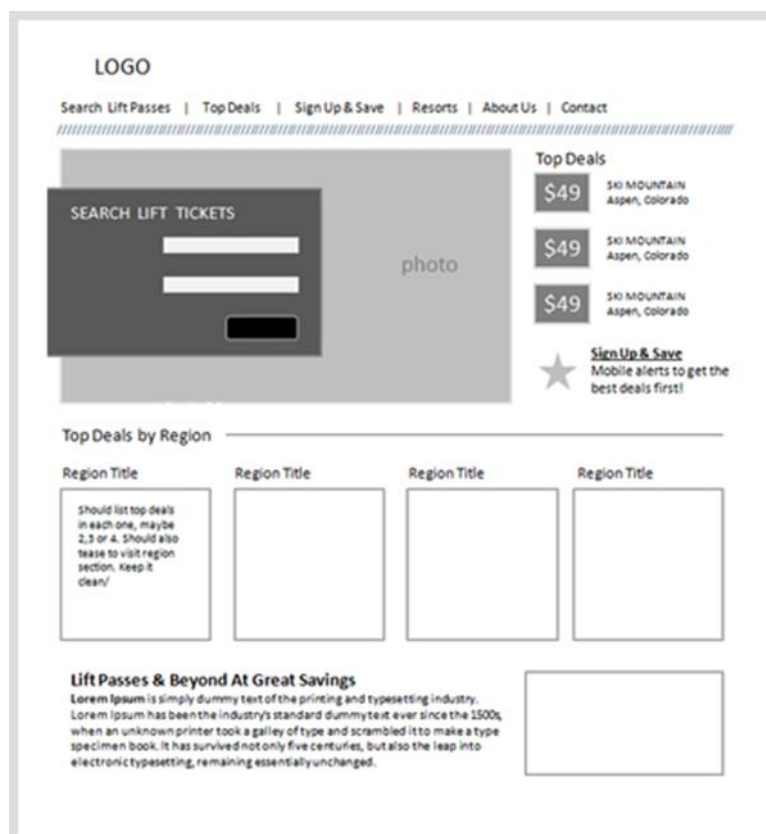 LOGO
Search Lift Passes | Top Deals | Sign Up & Save | Resorts | About Us | Contact
SEARCH LIFT TICKETS
photo
Top Deals
$49
SKI MOUNTAIN
Aspen, Colorado
$49
SKI MOUNTAIN
Aspen, Colorado
$49
SKI MOUNTAIN
Aspen, Colorado
Sign Up & Save
Mobile alerts to get the
best deals first!
Top Deals by Region
Region Title
Region Title
Region Title
Region Title
Should list top deals
in each one, maybe
2,3 or 4. Should also
tease to visit region
section. Keep it
clean/
Lift Passes & Beyond At Great Savings
Lorem Ipsum is simply dummy text of the printing and typesetting industry.
Lorem Ipsum has been the industry's standard dummy text ever since the 1500s,
when an unknown printer took a galley of type and scrambled it to make a type
specimen book. It has survived not only five centuries, but also the leap into
electronic typesetting, remaining essentially unchanged.